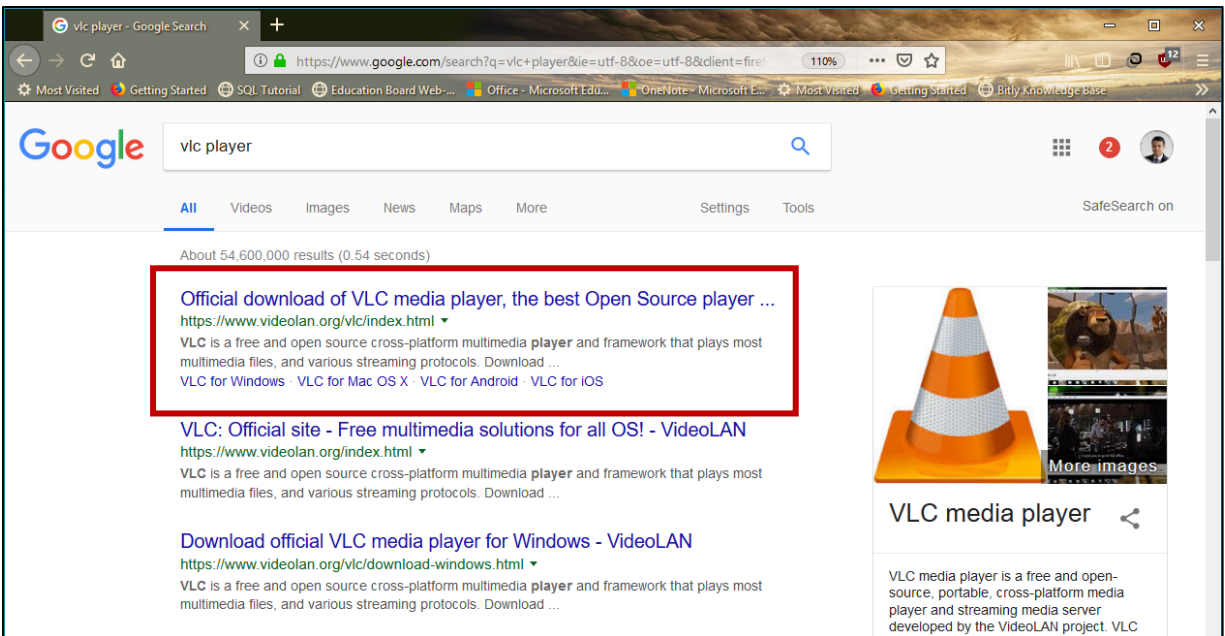 vlc player - Google Search
https://www.google.com/search?q=vlc+player&ie=utf-8&oe=utf-8&client=firef
110%
12
Most Visited
Getting Started
SQL Tutorial
Education Board Web-...
Office - Microsoft Edu...
OneNote - Microsoft E...
Most Visited
Getting Started
Bitly Knowledge Base
Google
vlc player
2
All
Videos
Images
News
Maps
More
Settings
Tools
SafeSearch on
About 54,600,000 results (0.54 seconds)
Official download of VLC media player, the best Open Source player ...
https://www.videolan.org/vlc/index.html
VLC is a free and open source cross-platform multimedia player and framework that plays most
multimedia files, and various streaming protocols. Download ...
VLC for Windows · VLC for Mac OS X · VLC for Android · VLC for iOS
VLC: Official site - Free multimedia solutions for all OS! - VideoLAN
https://www.videolan.org/index.html
VLC is a free and open source cross-platform multimedia player and framework that plays most
multimedia files, and various streaming protocols. Download ...
Download official VLC media player for Windows - VideoLAN
https://www.videolan.org/vlc/download-windows.html
VLC is a free and open source cross-platform multimedia player and framework that plays most
multimedia files, and various streaming protocols. Download ...
More images
VLC media player
VLC media player is a free and open-
source, portable, cross-platform media
player and streaming media server
developed by the VideoLAN project. VLC